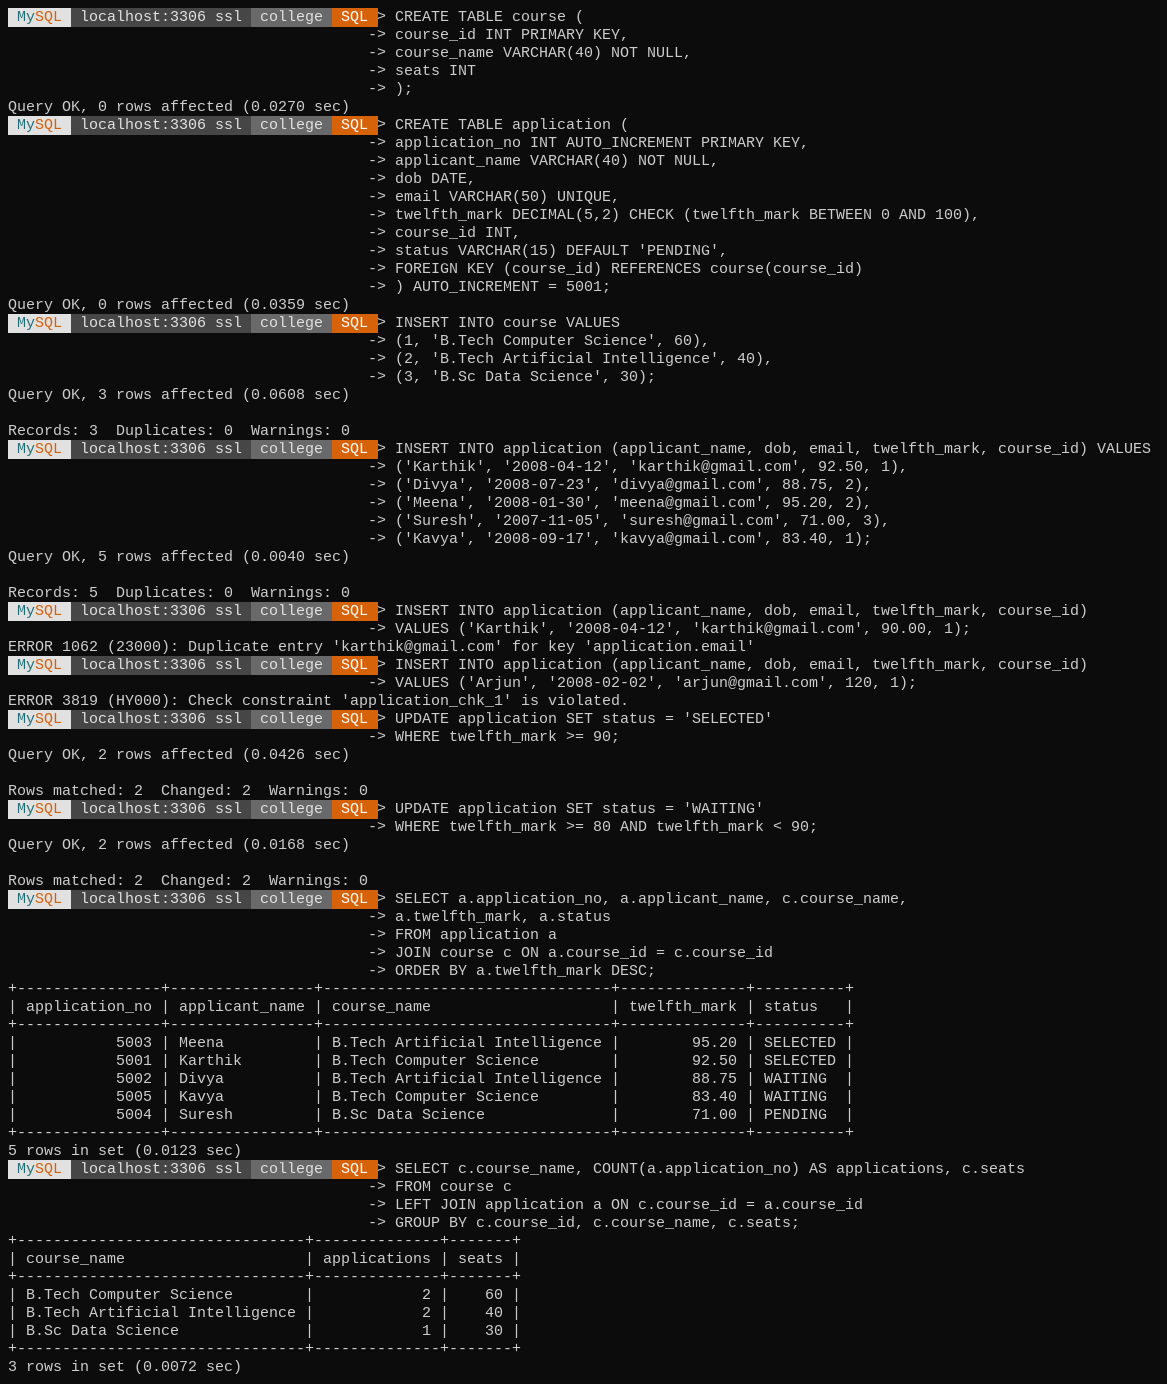 MySQL localhost:3306 ssl college SQL > CREATE TABLE course (
-> course_id INT PRIMARY KEY,
-> course_name VARCHAR(40) NOT NULL,
-> seats INT
-> );
Query OK, 0 rows affected (0.0270 sec)
MySQL localhost:3306 ssl college SQL > CREATE TABLE application (
-> application_no INT AUTO_INCREMENT PRIMARY KEY,
-> applicant_name VARCHAR(40) NOT NULL,
-> dob DATE,
-> email VARCHAR(50) UNIQUE,
-> twelfth_mark DECIMAL(5,2) CHECK (twelfth_mark BETWEEN 0 AND 100),
-> course_id INT,
-> status VARCHAR(15) DEFAULT 'PENDING',
-> FOREIGN KEY (course_id) REFERENCES course(course_id)
-> ) AUTO_INCREMENT = 5001;
Query OK, 0 rows affected (0.0359 sec)
MySQL localhost:3306 ssl college SQL > INSERT INTO course VALUES
-> (1, 'B.Tech Computer Science', 60),
-> (2, 'B.Tech Artificial Intelligence', 40),
-> (3, 'B.Sc Data Science', 30);
Query OK, 3 rows affected (0.0608 sec)

Records: 3  Duplicates: 0  Warnings: 0
MySQL localhost:3306 ssl college SQL > INSERT INTO application (applicant_name, dob, email, twelfth_mark, course_id) VALUES
-> ('Karthik', '2008-04-12', 'karthik@gmail.com', 92.50, 1),
-> ('Divya', '2008-07-23', 'divya@gmail.com', 88.75, 2),
-> ('Meena', '2008-01-30', 'meena@gmail.com', 95.20, 2),
-> ('Suresh', '2007-11-05', 'suresh@gmail.com', 71.00, 3),
-> ('Kavya', '2008-09-17', 'kavya@gmail.com', 83.40, 1);
Query OK, 5 rows affected (0.0040 sec)

Records: 5  Duplicates: 0  Warnings: 0
MySQL localhost:3306 ssl college SQL > INSERT INTO application (applicant_name, dob, email, twelfth_mark, course_id)
-> VALUES ('Karthik', '2008-04-12', 'karthik@gmail.com', 90.00, 1);
ERROR 1062 (23000): Duplicate entry 'karthik@gmail.com' for key 'application.email'
MySQL localhost:3306 ssl college SQL > INSERT INTO application (applicant_name, dob, email, twelfth_mark, course_id)
-> VALUES ('Arjun', '2008-02-02', 'arjun@gmail.com', 120, 1);
ERROR 3819 (HY000): Check constraint 'application_chk_1' is violated.
MySQL localhost:3306 ssl college SQL > UPDATE application SET status = 'SELECTED'
-> WHERE twelfth_mark >= 90;
Query OK, 2 rows affected (0.0426 sec)

Rows matched: 2  Changed: 2  Warnings: 0
MySQL localhost:3306 ssl college SQL > UPDATE application SET status = 'WAITING'
-> WHERE twelfth_mark >= 80 AND twelfth_mark < 90;
Query OK, 2 rows affected (0.0168 sec)

Rows matched: 2  Changed: 2  Warnings: 0
MySQL localhost:3306 ssl college SQL > SELECT a.application_no, a.applicant_name, c.course_name,
-> a.twelfth_mark, a.status
-> FROM application a
-> JOIN course c ON a.course_id = c.course_id
-> ORDER BY a.twelfth_mark DESC;
+----------------+----------------+--------------------------------+--------------+----------+
| application_no | applicant_name | course_name                    | twelfth_mark | status   |
+----------------+----------------+--------------------------------+--------------+----------+
|           5003 | Meena          | B.Tech Artificial Intelligence |        95.20 | SELECTED |
|           5001 | Karthik        | B.Tech Computer Science        |        92.50 | SELECTED |
|           5002 | Divya          | B.Tech Artificial Intelligence |        88.75 | WAITING  |
|           5005 | Kavya          | B.Tech Computer Science        |        83.40 | WAITING  |
|           5004 | Suresh         | B.Sc Data Science              |        71.00 | PENDING  |
+----------------+----------------+--------------------------------+--------------+----------+
5 rows in set (0.0123 sec)
MySQL localhost:3306 ssl college SQL > SELECT c.course_name, COUNT(a.application_no) AS applications, c.seats
-> FROM course c
-> LEFT JOIN application a ON c.course_id = a.course_id
-> GROUP BY c.course_id, c.course_name, c.seats;
+--------------------------------+--------------+-------+
| course_name                    | applications | seats |
+--------------------------------+--------------+-------+
| B.Tech Computer Science        |            2 |    60 |
| B.Tech Artificial Intelligence |            2 |    40 |
| B.Sc Data Science              |            1 |    30 |
+--------------------------------+--------------+-------+
3 rows in set (0.0072 sec)